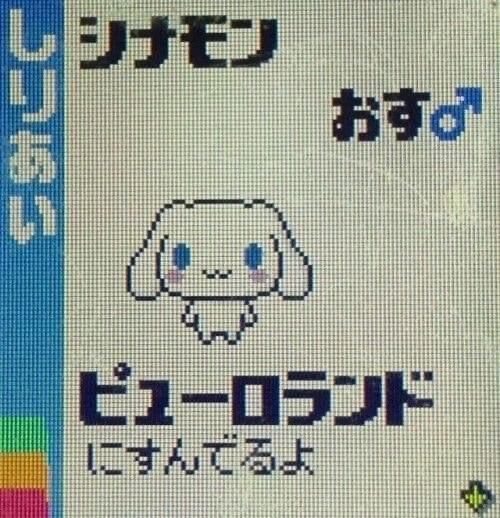 しりあい
シナモン
おす♂
ピューロランド
にすんでるよ